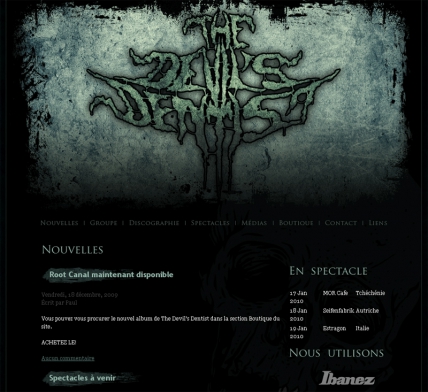 THE
DEVIL'S
DENTIST
NOUVELLES | GROUPE | DISCOGRAPHIE | SPECTACLES | MÉDIAS | BOUTIQUE | CONTACT | LIENS
NOUVELLES
Root Canal maintenant disponible
Vendredi, 18 décembre, 2009
Écrit par Paul
Vous pouvez vous procurer le nouvel album de The Devil's Dentist dans la section Boutique du
site.
ACHETEZ LE!
Aucun commentaire
Spectacles à venir
EN SPECTACLE
17 Jan 2010 MOR Cafe Tchéchénie
18 Jan 2010 Seifenfabrik Autriche
19 Jan 2010 Estragon Italie
NOUS UTILISONS
Ibanez